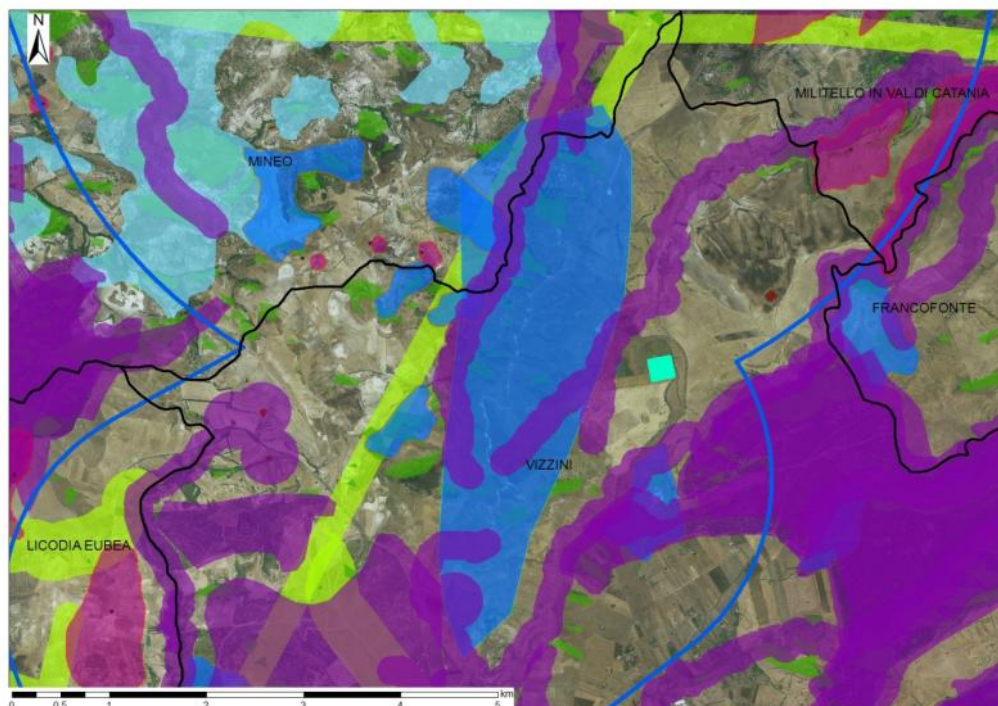 N
MILITELLO IN VAL DI CATANIA
MINEO
FRANCOFONTE
VIZZINI
LICODIA EUBEA
km
0 0.5 1 2 3 4 5